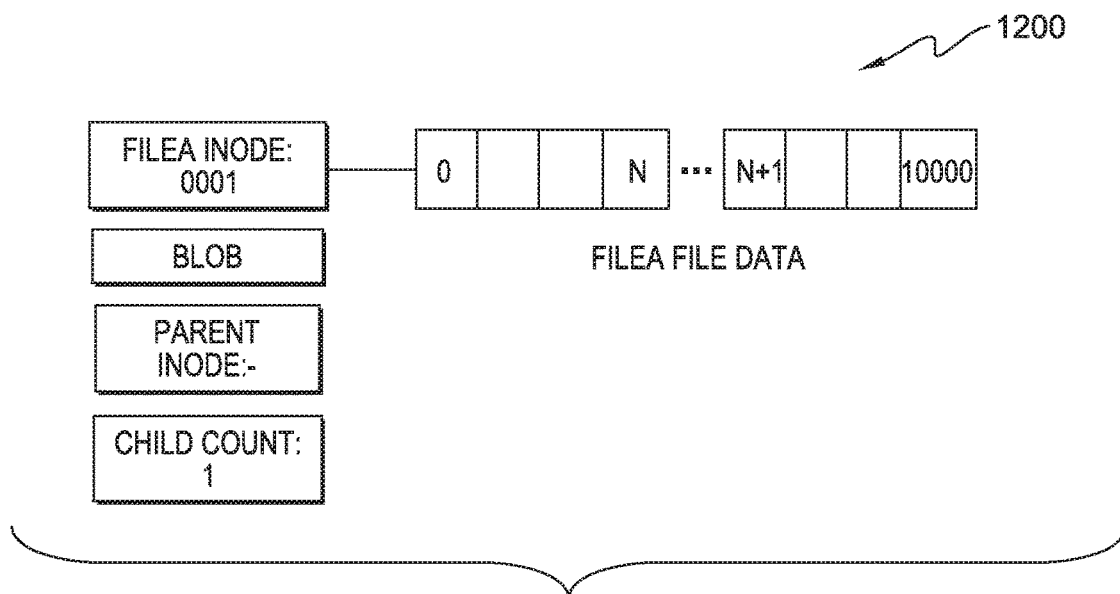 1200
FILEA INODE:
0001
0 N ... N+1 10000
BLOB
FILEA FILE DATA
PARENT
INODE:-
CHILD COUNT:
1